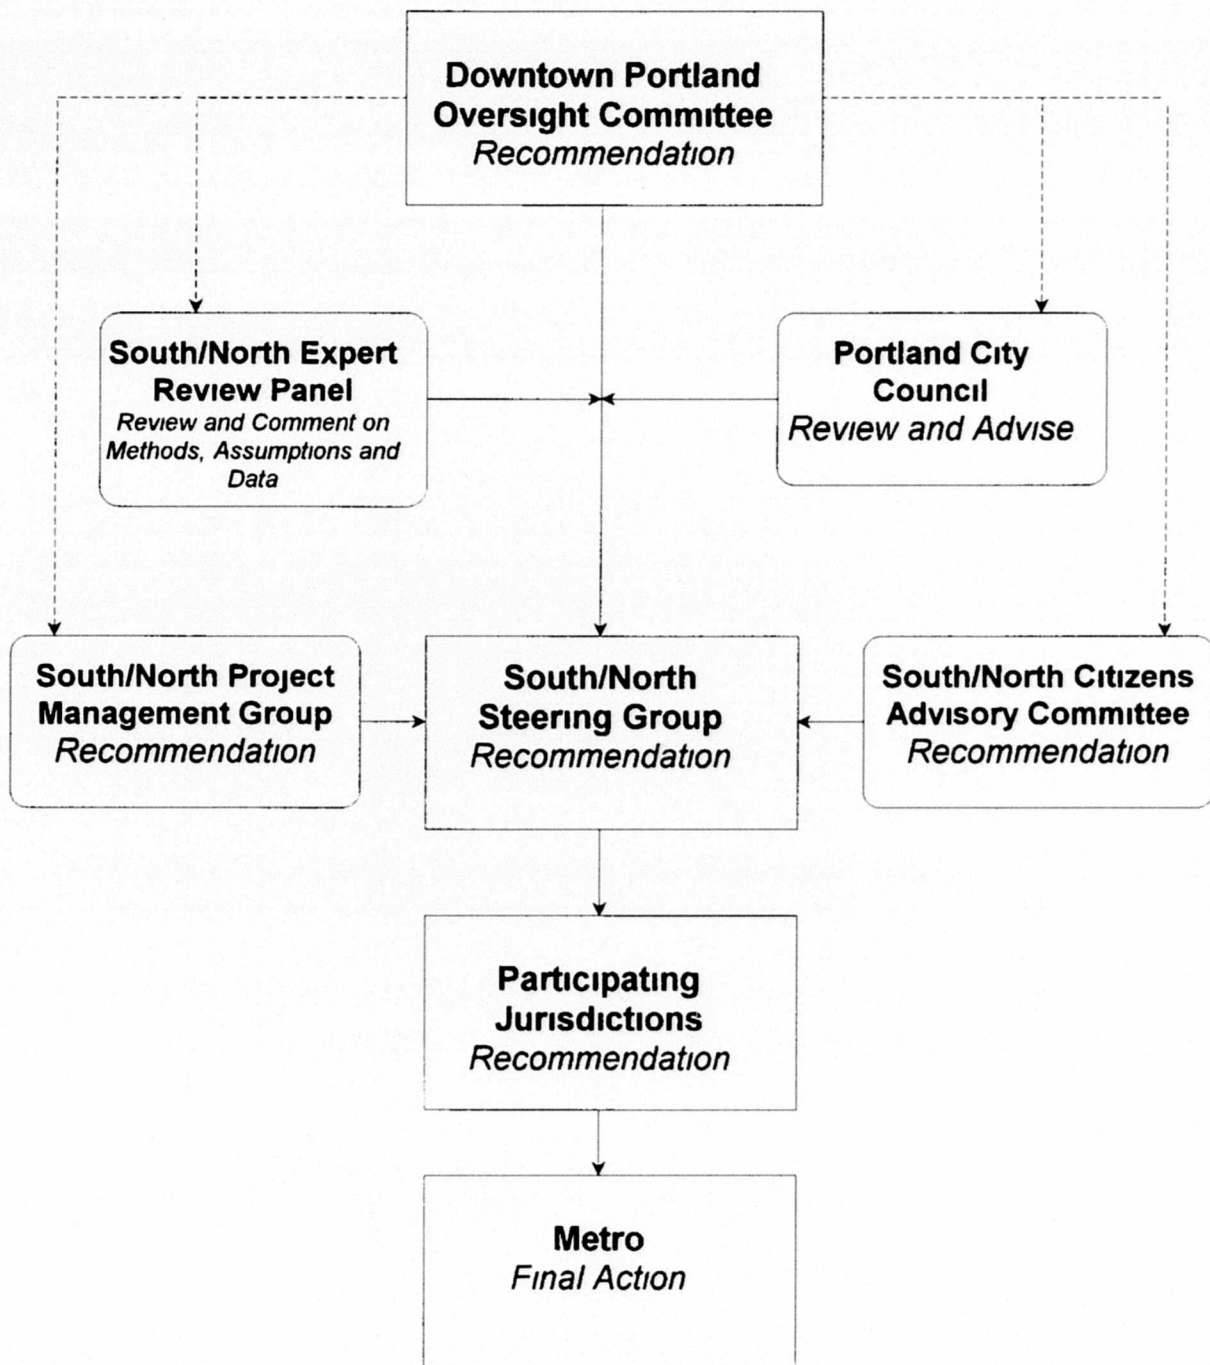 Downtown Portland
Oversight Committee
Recommendation
South/North Expert
Review Panel
Review and Comment on
Methods, Assumptions and
Data
Portland City
Council
Review and Advise
South/North Project
Management Group
Recommendation
South/North
Steering Group
Recommendation
South/North Citizens
Advisory Committee
Recommendation
Participating
Jurisdictions
Recommendation
Metro
Final Action